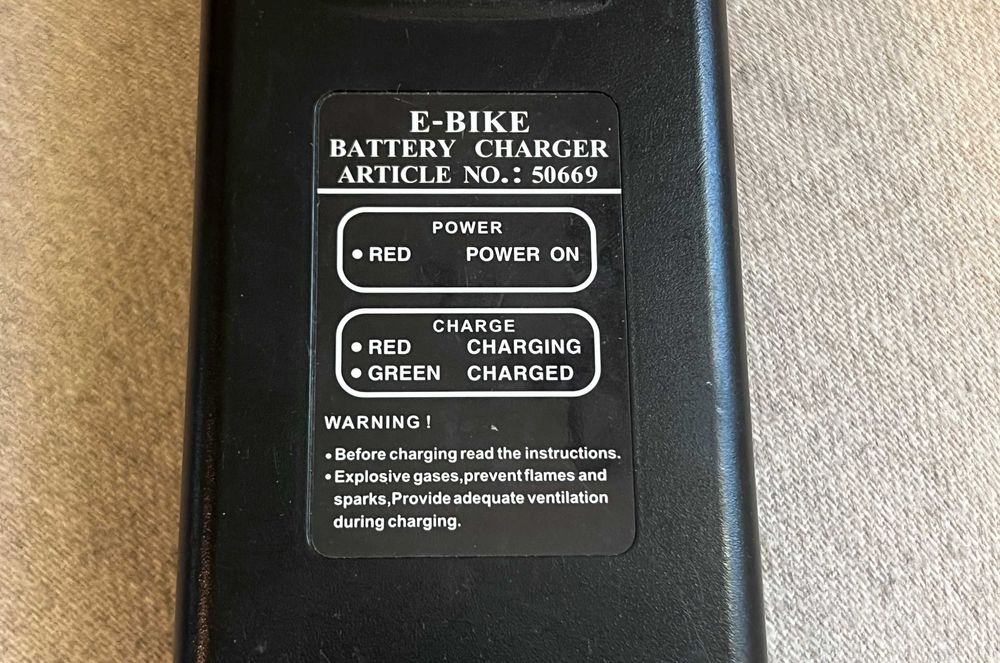 E-BIKE
BATTERY CHARGER
ARTICLE NO.: 50669
POWER
• RED POWER ON
CHARGE
• RED CHARGING
• GREEN CHARGED
WARNING !
• Before charging read the instructions.
• Explosive gases,prevent flames and
sparks,Provide adequate ventilation
during charging.